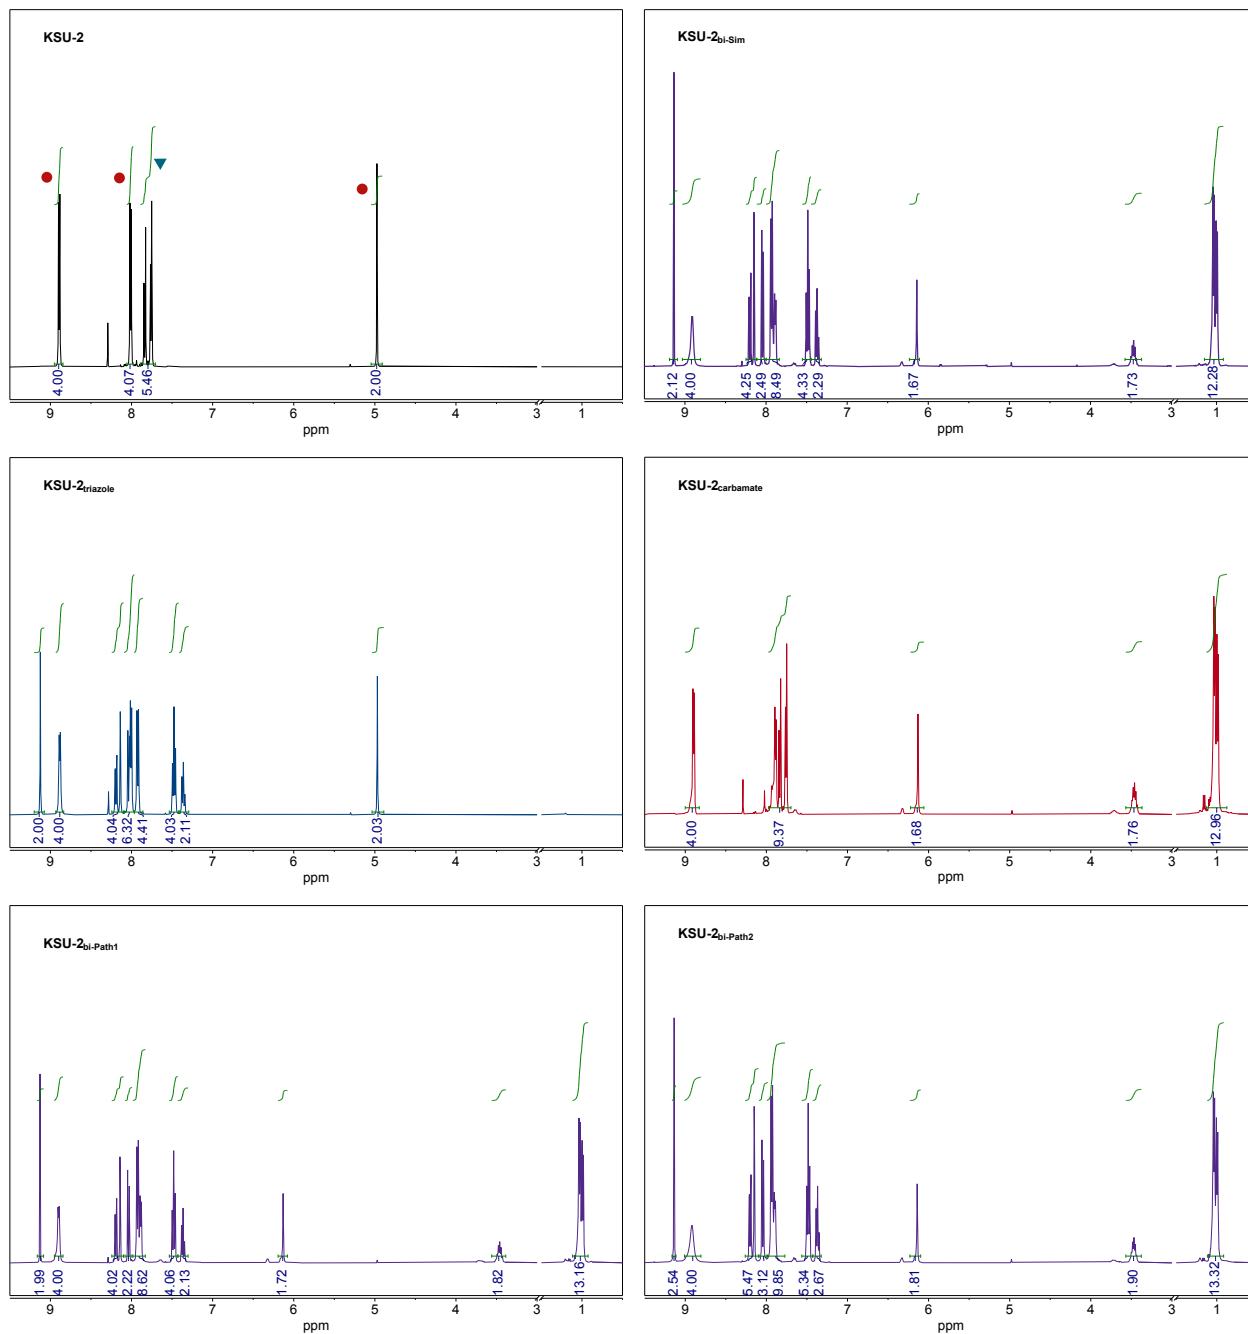 KSU-2
4.00
4.07
5.46
2.00
9 8 7 6 5 4 3 1
ppm
KSU-2bi-Sim
2.12
4.00
4.25
2.49
8.49
4.33
2.29
1.67
1.73
12.28
9 8 7 6 5 4 3 1
ppm
KSU-2triazole
2.00
4.00
4.04
6.32
4.41
4.03
2.11
2.03
9 8 7 6 5 4 3 1
ppm
KSU-2carbamate
4.00
9.37
1.68
1.76
12.96
9 8 7 6 5 4 3 1
ppm
KSU-2bi-Path1
1.99
4.00
4.02
2.22
8.62
4.06
2.13
1.72
1.82
13.16
9 8 7 6 5 4 3 1
ppm
KSU-2bi-Path2
2.54
4.00
5.47
3.12
9.85
5.34
2.67
1.81
1.90
13.32
9 8 7 6 5 4 3 1
ppm